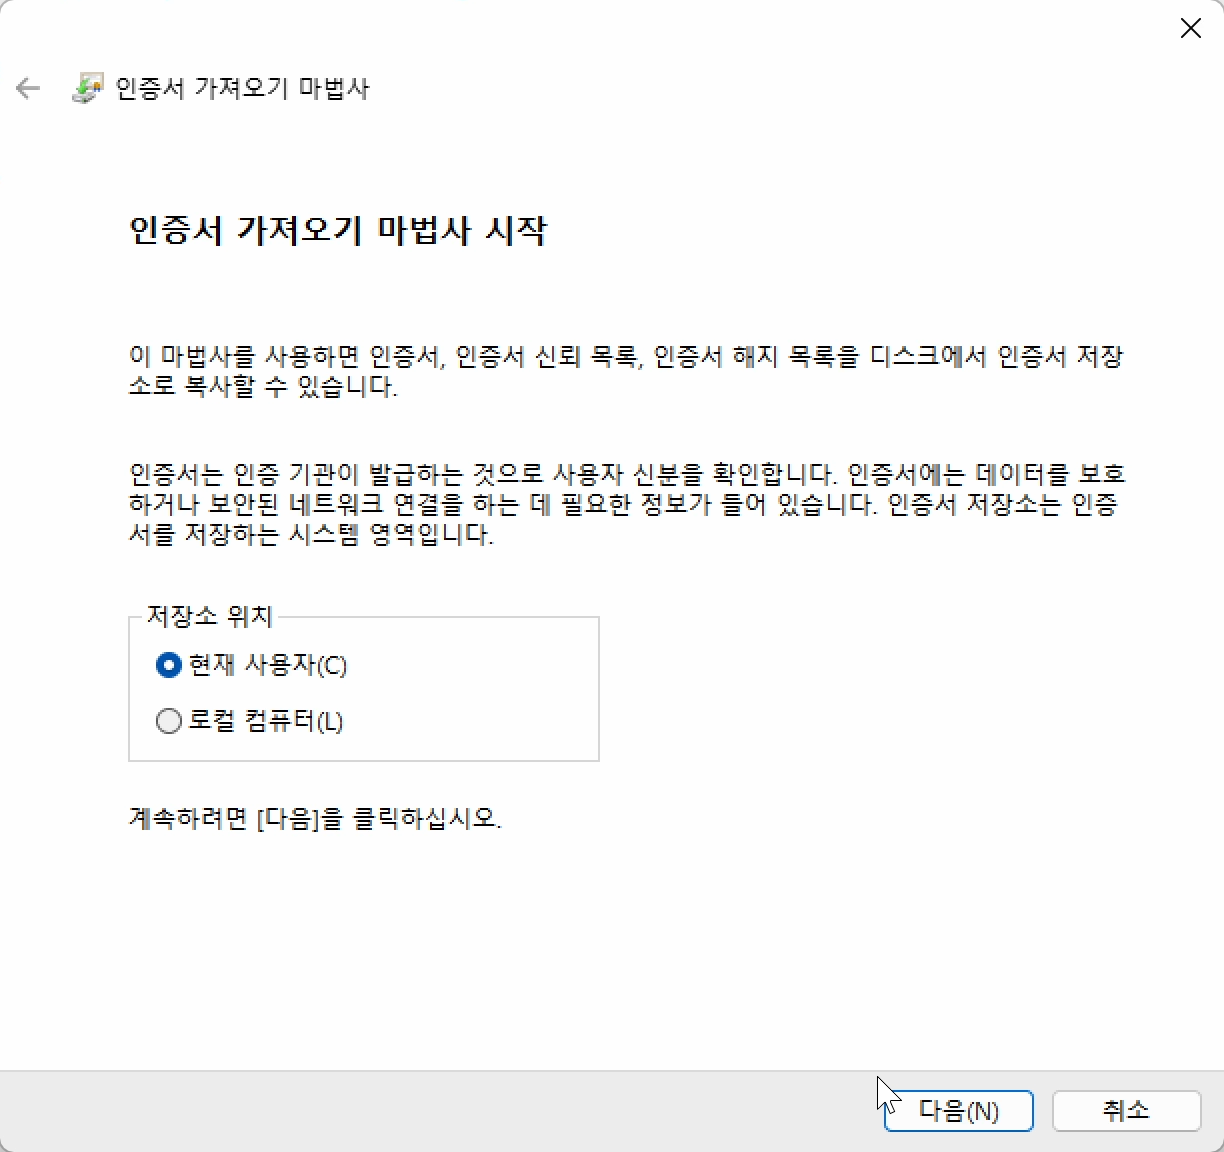 인증서 가져오기 마법사
인증서 가져오기 마법사 시작
이 마법사를 사용하면 인증서, 인증서 신뢰 목록, 인증서 해지 목록을 디스크에서 인증서 저장
소로 복사할 수 있습니다.
인증서는 인증 기관이 발급하는 것으로 사용자 신분을 확인합니다. 인증서에는 데이터를 보호
하거나 보안된 네트워크 연결을 하는 데 필요한 정보가 들어 있습니다. 인증서 저장소는 인증
서를 저장하는 시스템 영역입니다.
저장소 위치
현재 사용자(C)
로컬 컴퓨터(L)
계속하려면 [다음]을 클릭하십시오.
다음(N)
취소